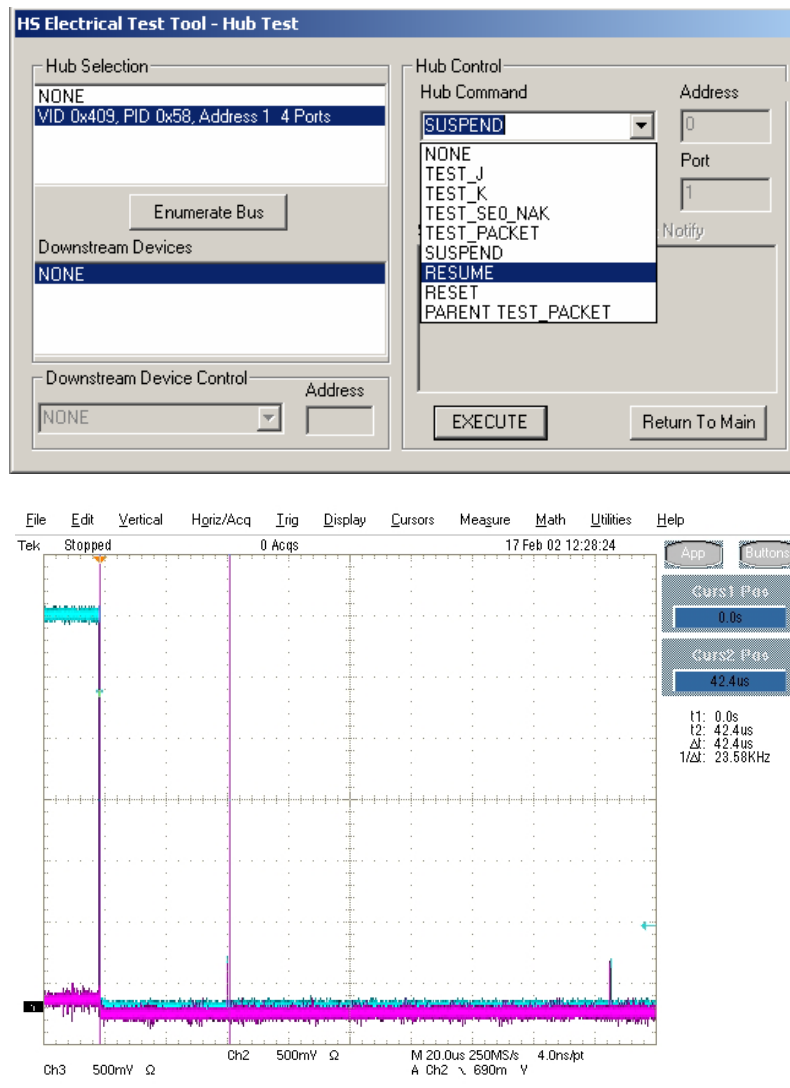 HS Electrical Test Tool - Hub Test
Hub Selection
NONE
VID 0x409, PID 0x58, Address 1 4 Ports
Enumerate Bus
Downstream Devices
NONE
Downstream Device Control
Address
NONE
Hub Control
Hub Command
Address
SUSPEND
0
NONE
TEST_J
TEST_K
TEST_SE0_NAK
TEST_PACKET
SUSPEND
RESUME
RESET
PARENT TEST_PACKET
Port
1
Notify
EXECUTE
Return To Main
File Edit Vertical Horiz/Acq Trig Display Cursors Measure Math Utilities Help
Tek Stopped 0 Acqs 17 Feb 02 12:28:24
App Buttons
Curs1 Pos
0.0s
Curs2 Pos
42.4us
t1: 0.0s
t2: 42.4us
Δt: 42.4us
1/Δt: 23.58KHz
Ch2 500mV Ω M 20.0us 250MS/s 4.0ns/pt
Ch3 500mV Ω A Ch2 \ 690m V